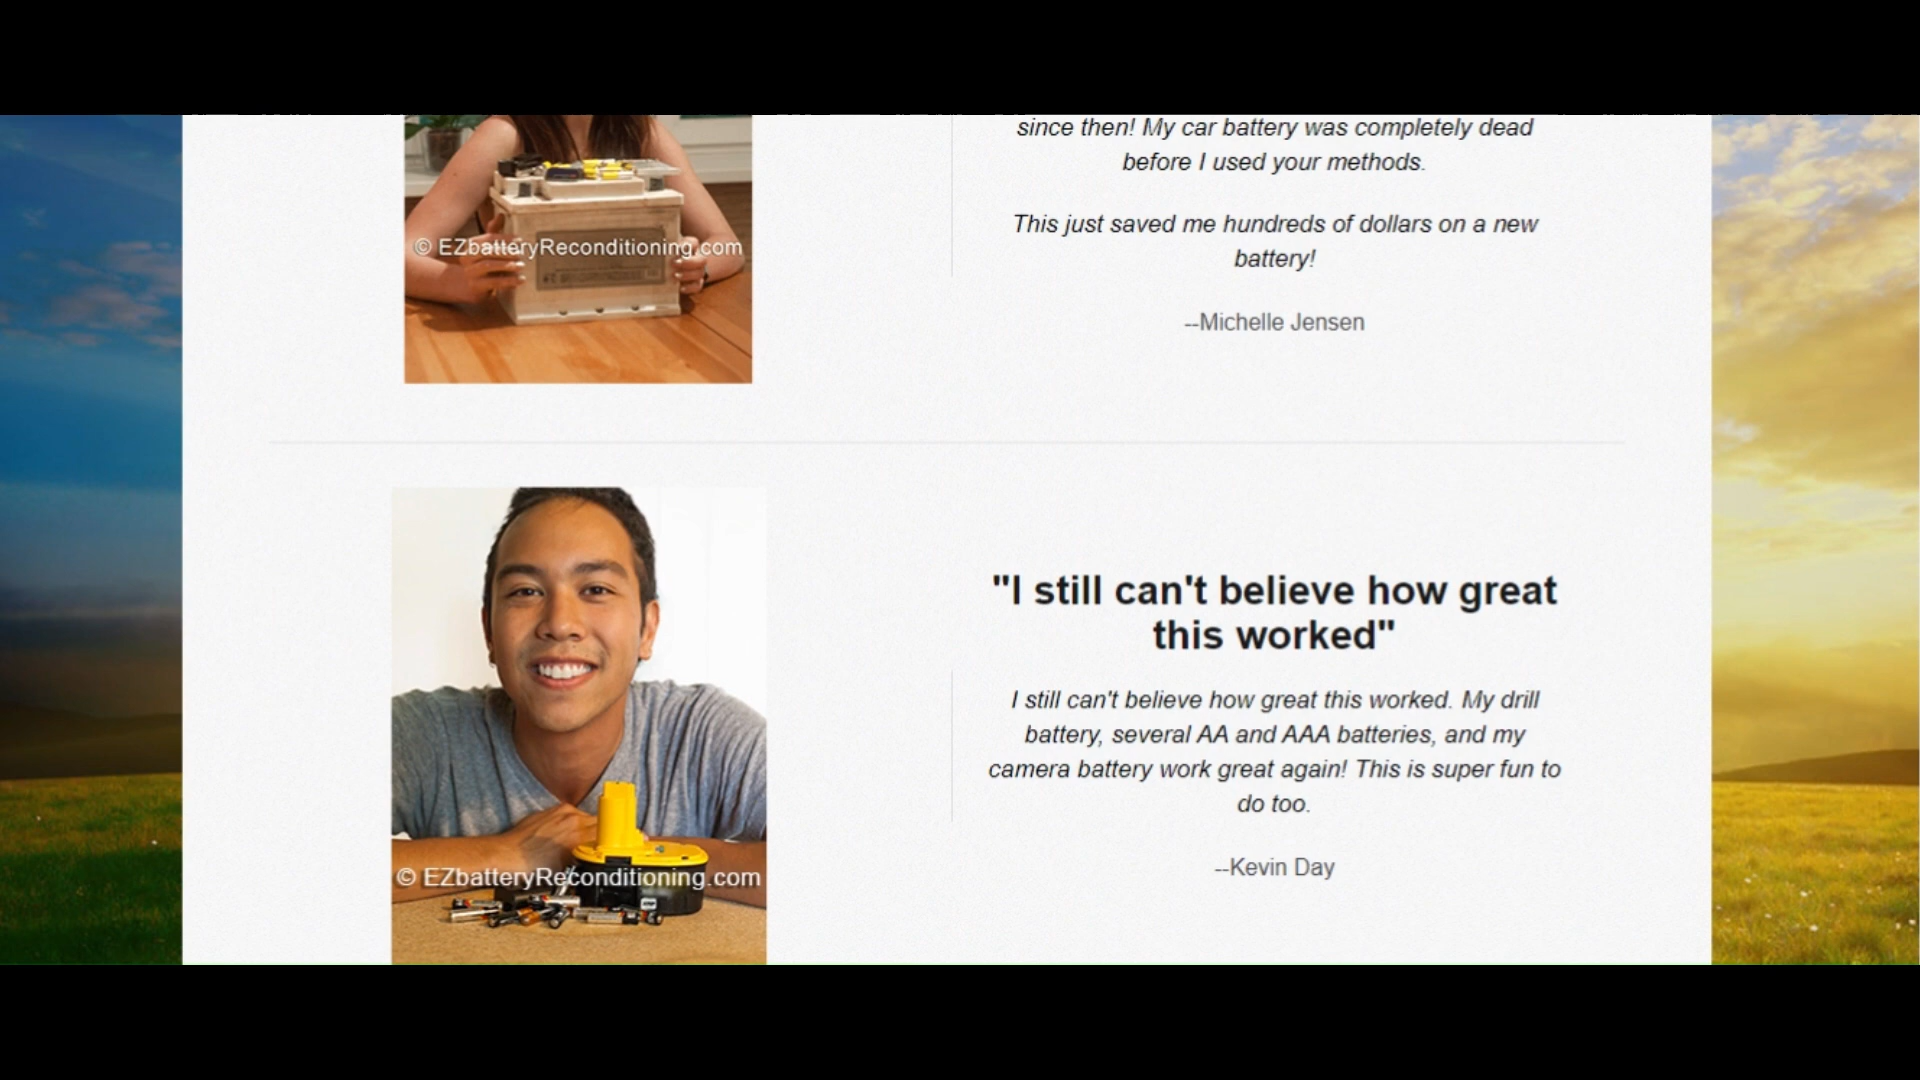 since then! My car battery was completely dead
before I used your methods.
This just saved me hundreds of dollars on a new
battery!
--Michelle Jensen
© EZbatteryReconditioning.com
"I still can't believe how great
this worked"
I still can't believe how great this worked. My drill
battery, several AA and AAA batteries, and my
camera battery work great again! This is super fun to
do too.
--Kevin Day
© EZbatteryReconditioning.com